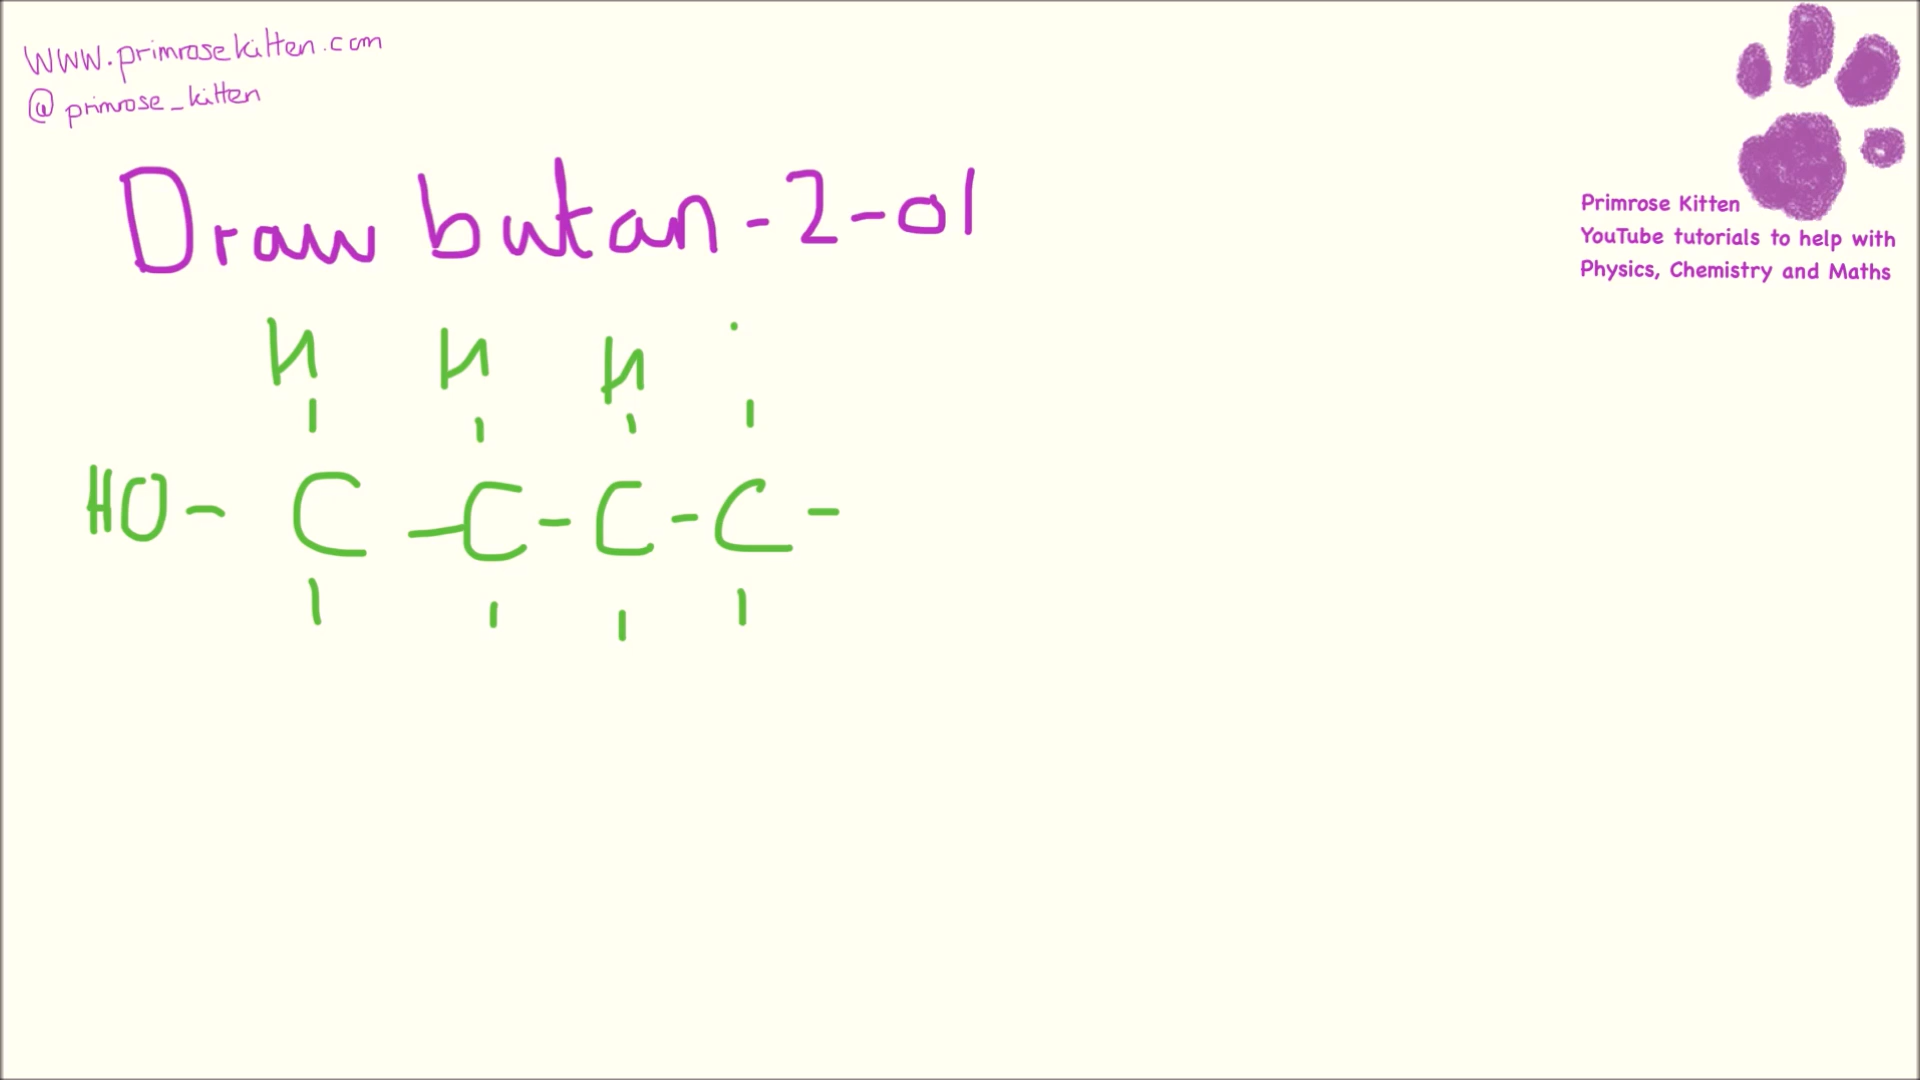 www.primrosekitten.com
@primrose_kitten
Primrose Kitten
YouTube tutorials to help with
Physics, Chemistry and Maths
Draw butan-2-ol
H H H
HO- C -C-C-C-